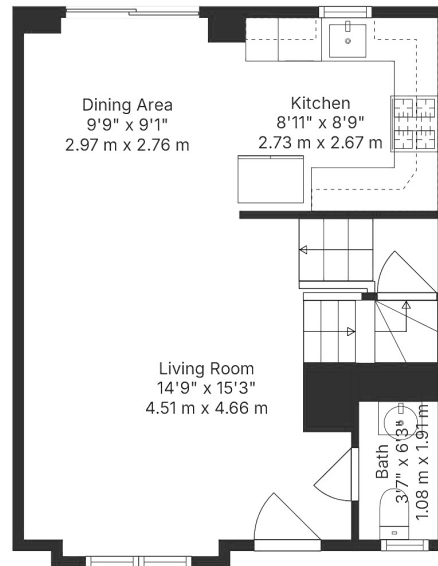 Dining Area
9'9" x 9'1"
2.97 m x 2.76 m
Kitchen
8'11" x 8'9"
2.73 m x 2.67 m
Living Room
14'9" x 15'3"
4.51 m x 4.66 m
Bath
3'7" x 6'3"
1.08 m x 1.91 m